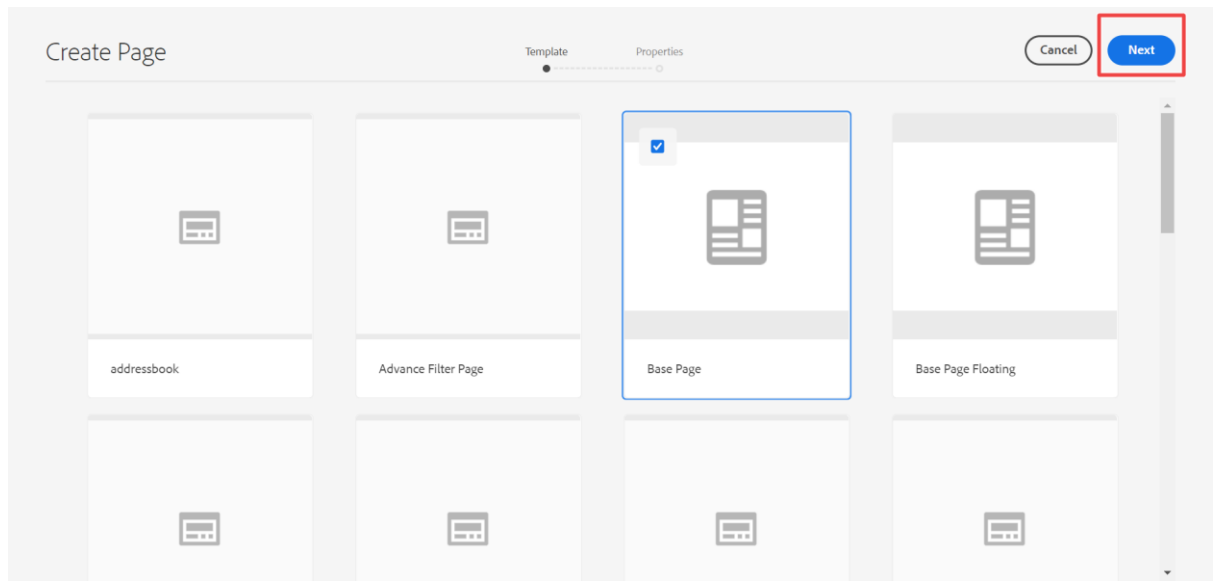 Create Page
Template
Properties
Cancel
Next
addressbook
Advance Filter Page
Base Page
Base Page Floating